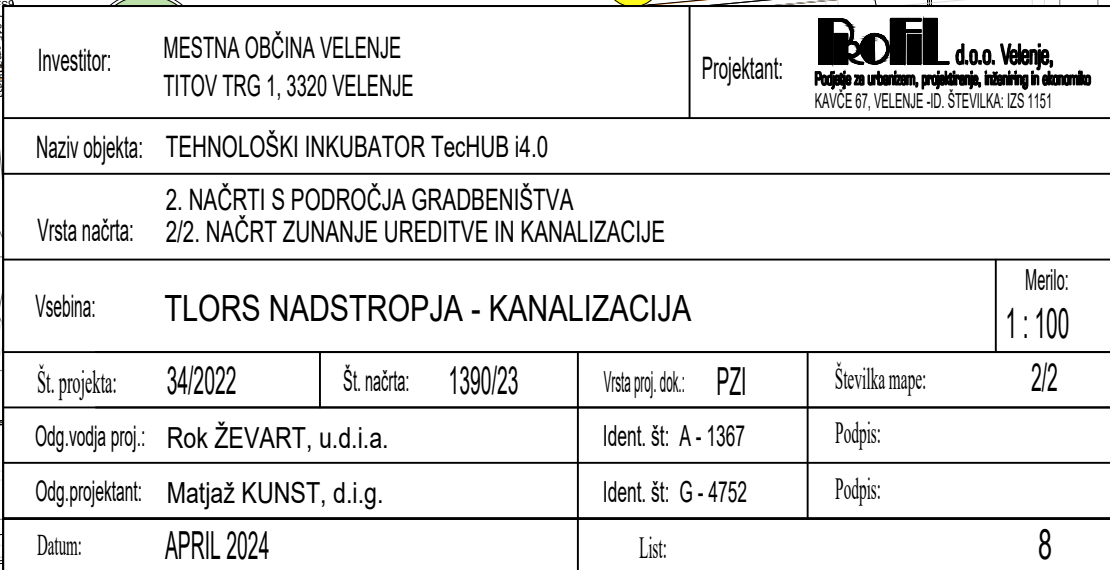 Investitor:
MESTNA OBČINA VELENJE
TITOV TRG 1, 3320 VELENJE
Projektant:
PROFIL d.o.o. Velenje,
Podjetje za urbanizem, projektiranje, inženiring in ekonomiko
KAVČE 67, VELENJE -ID. ŠTEVILKA: IZS 1151
Naziv objekta: TEHNOLOŠKI INKUBATOR TecHUB i4.0
Vrsta načrta:
2. NAČRTI S PODROČJA GRADBENIŠTVA
2/2. NAČRT ZUNANJE UREDITVE IN KANALIZACIJE
Vsebina: TLORS NADSTROPJA - KANALIZACIJA
Merilo:
1 : 100
Št. projekta: 34/2022 Št. načrta: 1390/23 Vrsta proj. dok.: PZI Številka mape: 2/2
Odg.vodja proj.: Rok ŽEVART, u.d.i.a. Ident. št: A - 1367 Podpis:
Odg.projektant: Matjaž KUNST, d.i.g. Ident. št: G - 4752 Podpis:
Datum: APRIL 2024 List: 8